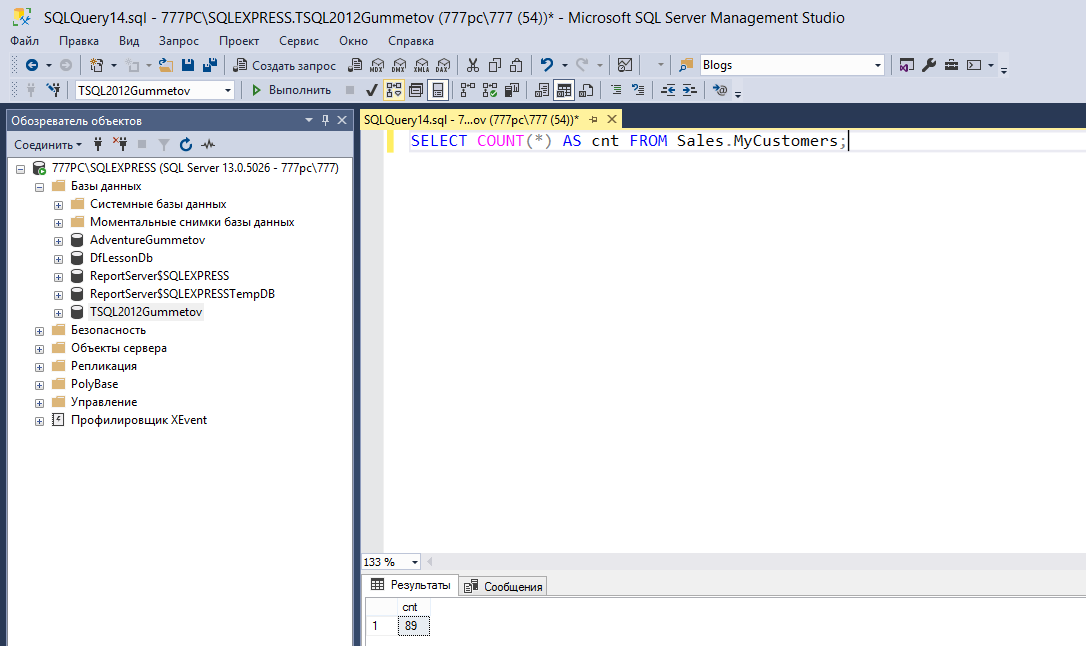 SQLQuery14.sql - 777PC\SQLEXPRESS.TSQL2012Gummetov (777pc\777 (54))* - Microsoft SQL Server Management Studio
Файл Правка Вид Запрос Проект Сервис Окно Справка
Создать запрос MDX DMX XMLA DAX Blogs
TSQL2012Gummetov Выполнить
Обозреватель объектов
Соединить
777PC\SQLEXPRESS (SQL Server 13.0.5026 - 777pc\777)
Базы данных
Системные базы данных
Моментальные снимки базы данных
AdventureGummetov
DfLessonDb
ReportServer$SQLEXPRESS
ReportServer$SQLEXPRESSTempDB
TSQL2012Gummetov
Безопасность
Объекты сервера
Репликация
PolyBase
Управление
Профилировщик XEvent
SQLQuery14.sql - 7...ov (777pc\777 (54))*
SELECT COUNT(*) AS cnt FROM Sales.MyCustomers;
133 %
Результаты Сообщения
cnt
1 89